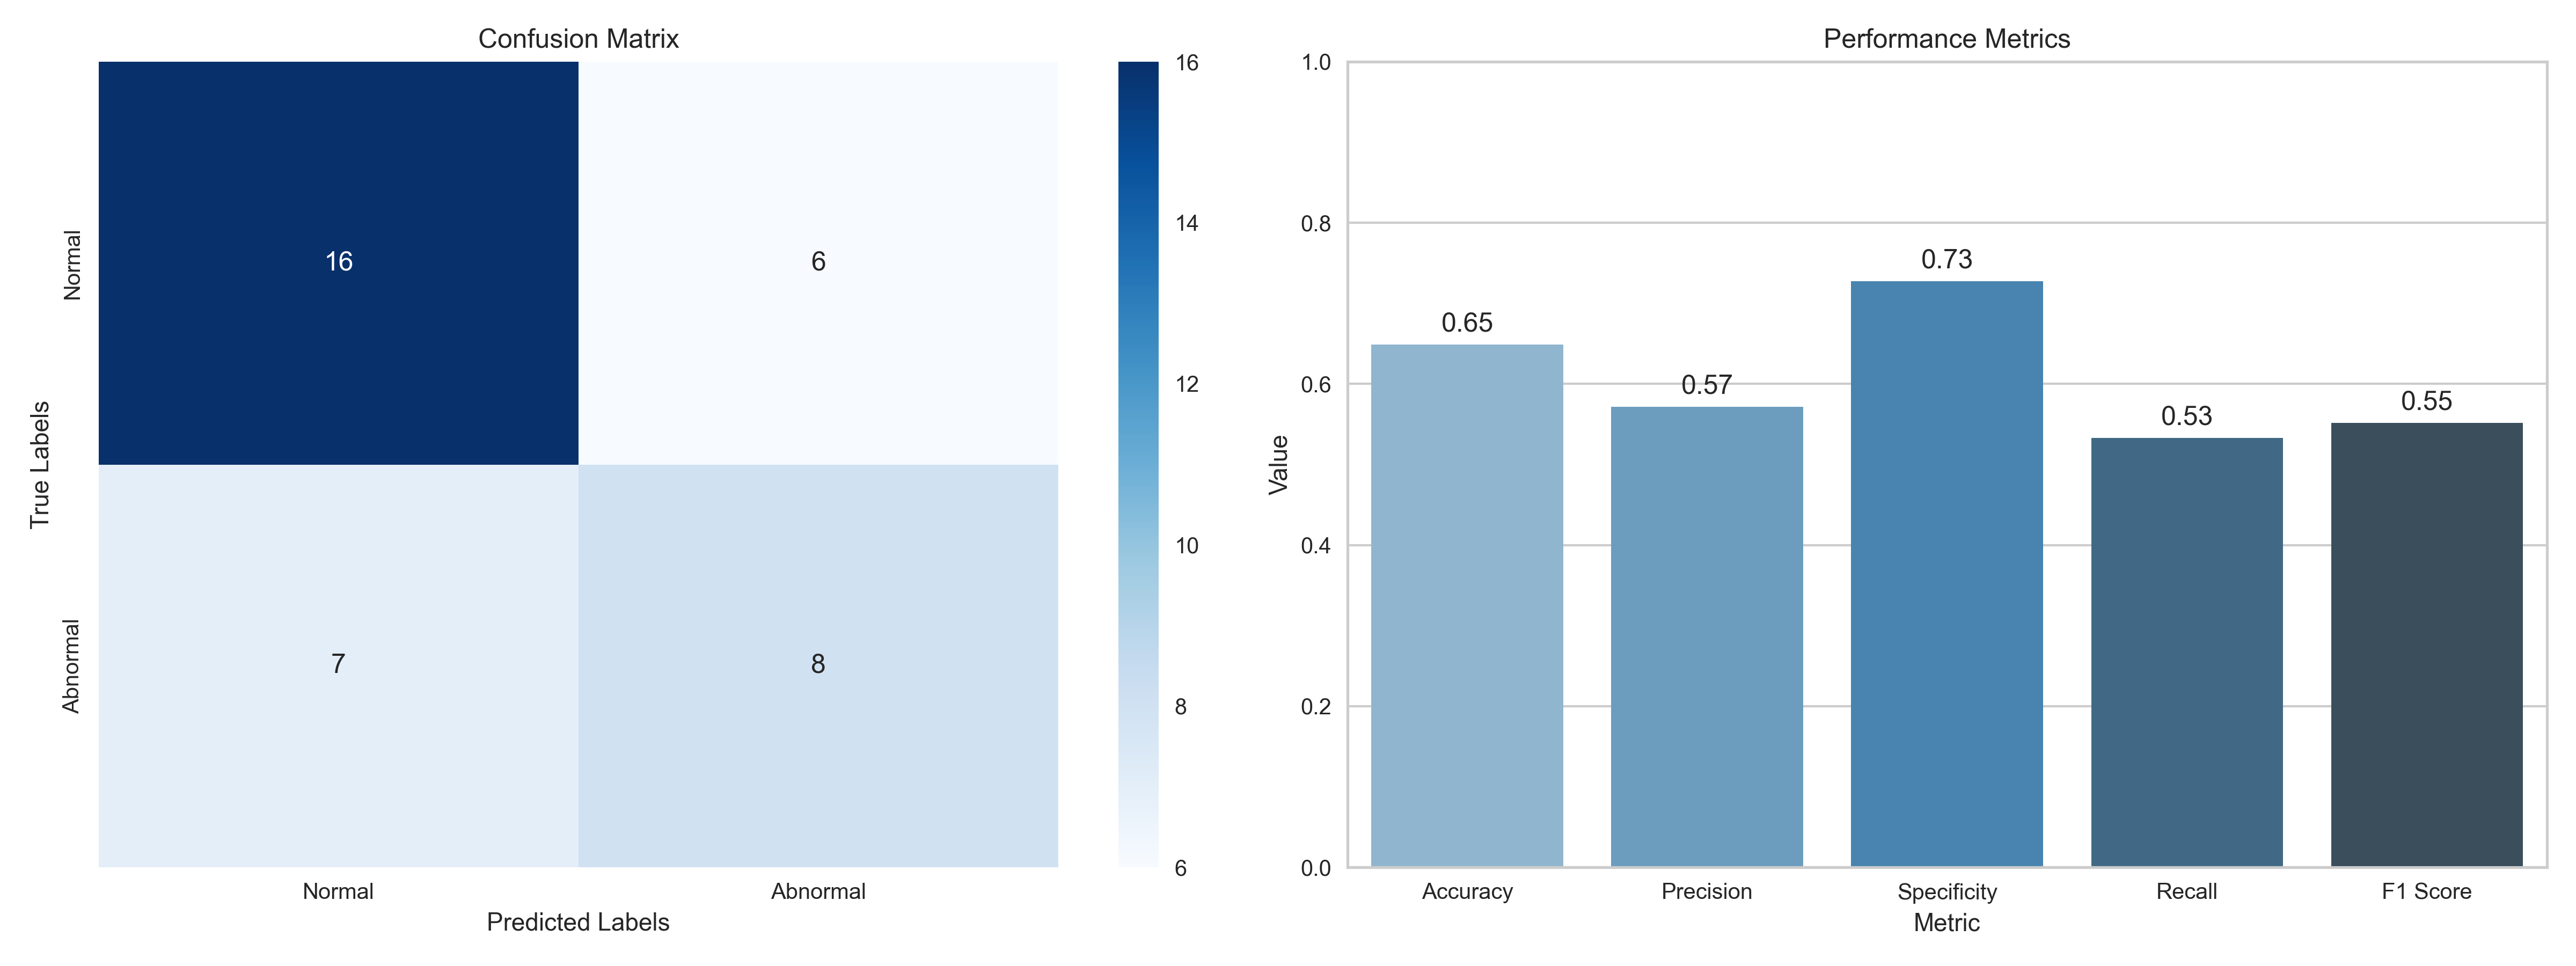 Confusion Matrix
Normal
Abnormal
True Labels
16
6
7
8
Normal
Abnormal
Predicted Labels
16
14
12
10
8
6
Performance Metrics
1.0
0.8
0.6
0.4
0.2
0.0
Value
0.65
0.57
0.73
0.53
0.55
Accuracy
Precision
Specificity
Recall
F1 Score
Metric